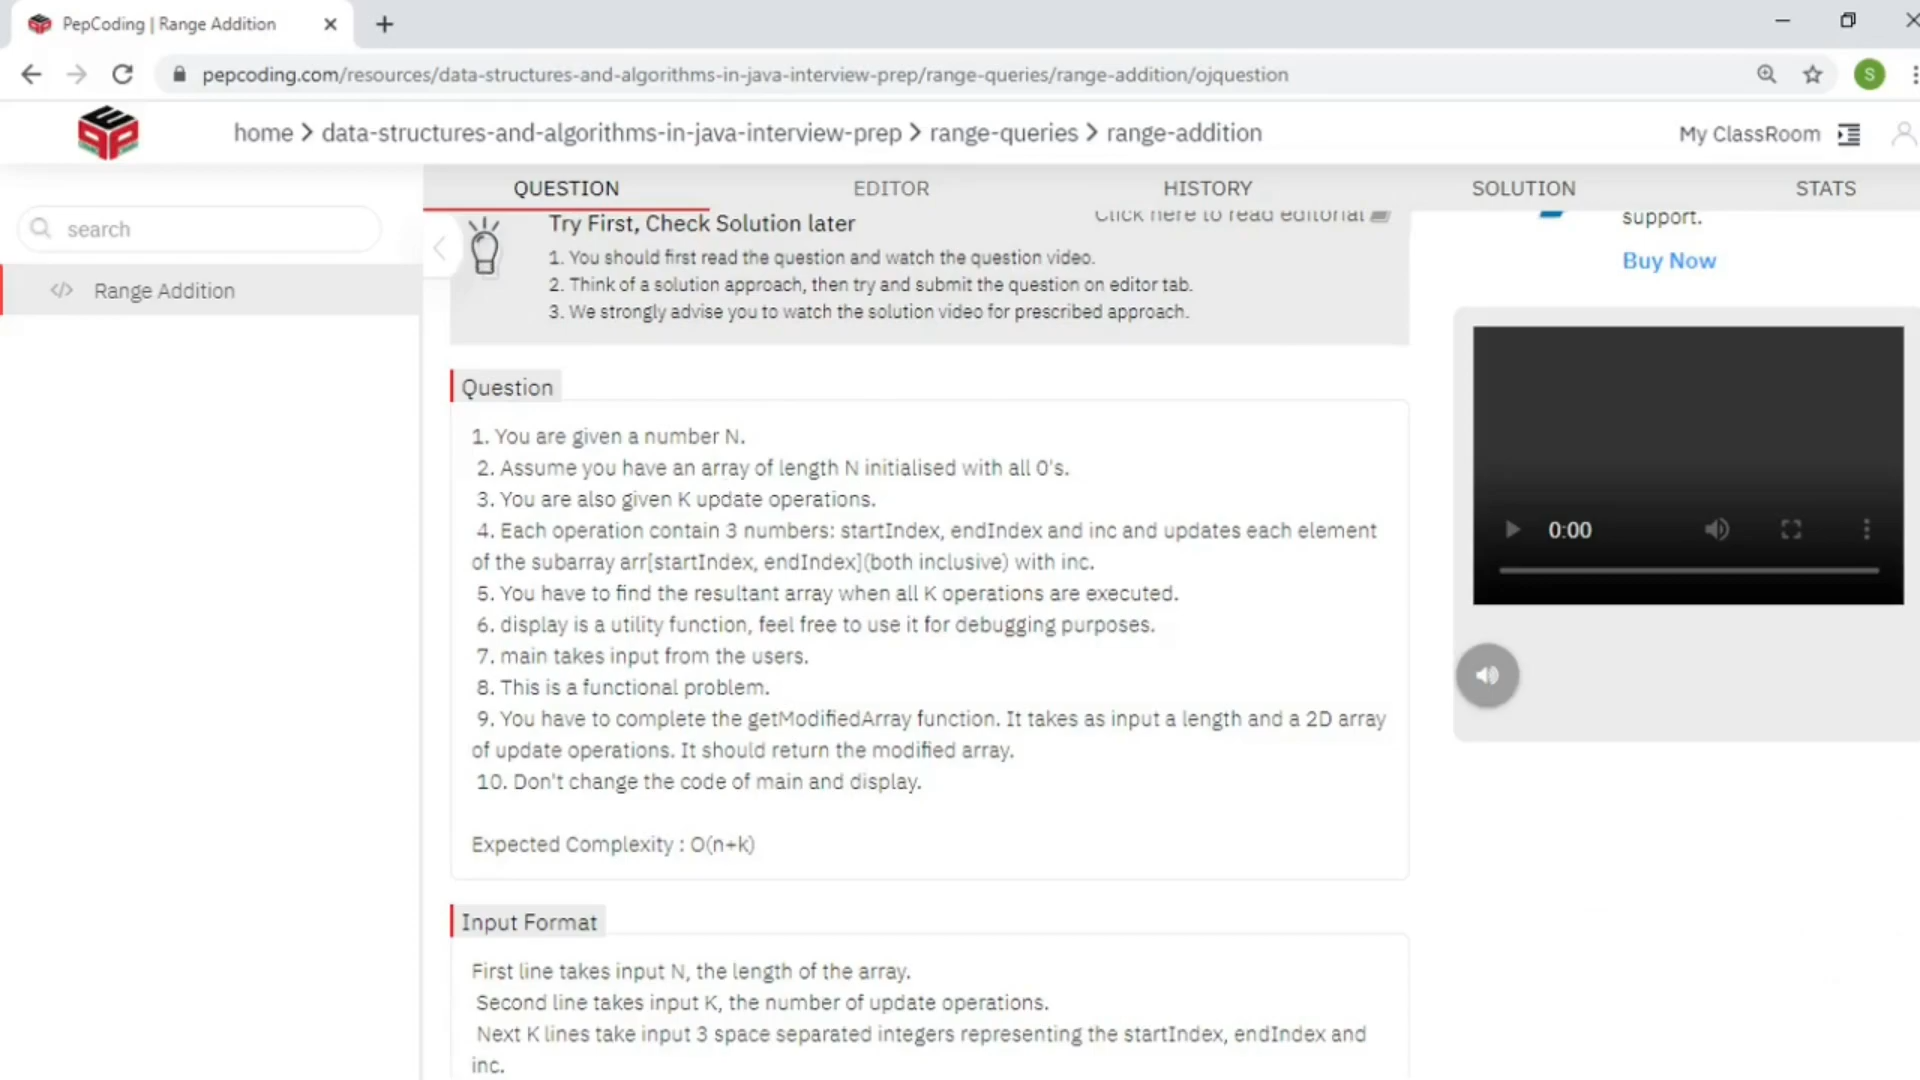 PepCoding | Range Addition
pepcoding.com/resources/data-structures-and-algorithms-in-java-interview-prep/range-queries/range-addition/ojquestion
S
home > data-structures-and-algorithms-in-java-interview-prep > range-queries > range-addition
My ClassRoom
search
Range Addition
QUESTION
EDITOR
HISTORY
SOLUTION
STATS
Try First, Check Solution later
Click here to read editorial
1. You should first read the question and watch the question video.
2. Think of a solution approach, then try and submit the question on editor tab.
3. We strongly advise you to watch the solution video for prescribed approach.
support.
Buy Now
Question
1. You are given a number N.
2. Assume you have an array of length N initialised with all 0's.
3. You are also given K update operations.
4. Each operation contain 3 numbers: startIndex, endIndex and inc and updates each element
of the subarray arr[startIndex, endIndex](both inclusive) with inc.
5. You have to find the resultant array when all K operations are executed.
6. display is a utility function, feel free to use it for debugging purposes.
7. main takes input from the users.
8. This is a functional problem.
9. You have to complete the getModifiedArray function. It takes as input a length and a 2D array
of update operations. It should return the modified array.
10. Don't change the code of main and display.
Expected Complexity : O(n+k)
0:00
Input Format
First line takes input N, the length of the array.
Second line takes input K, the number of update operations.
Next K lines take input 3 space separated integers representing the startIndex, endIndex and
inc.